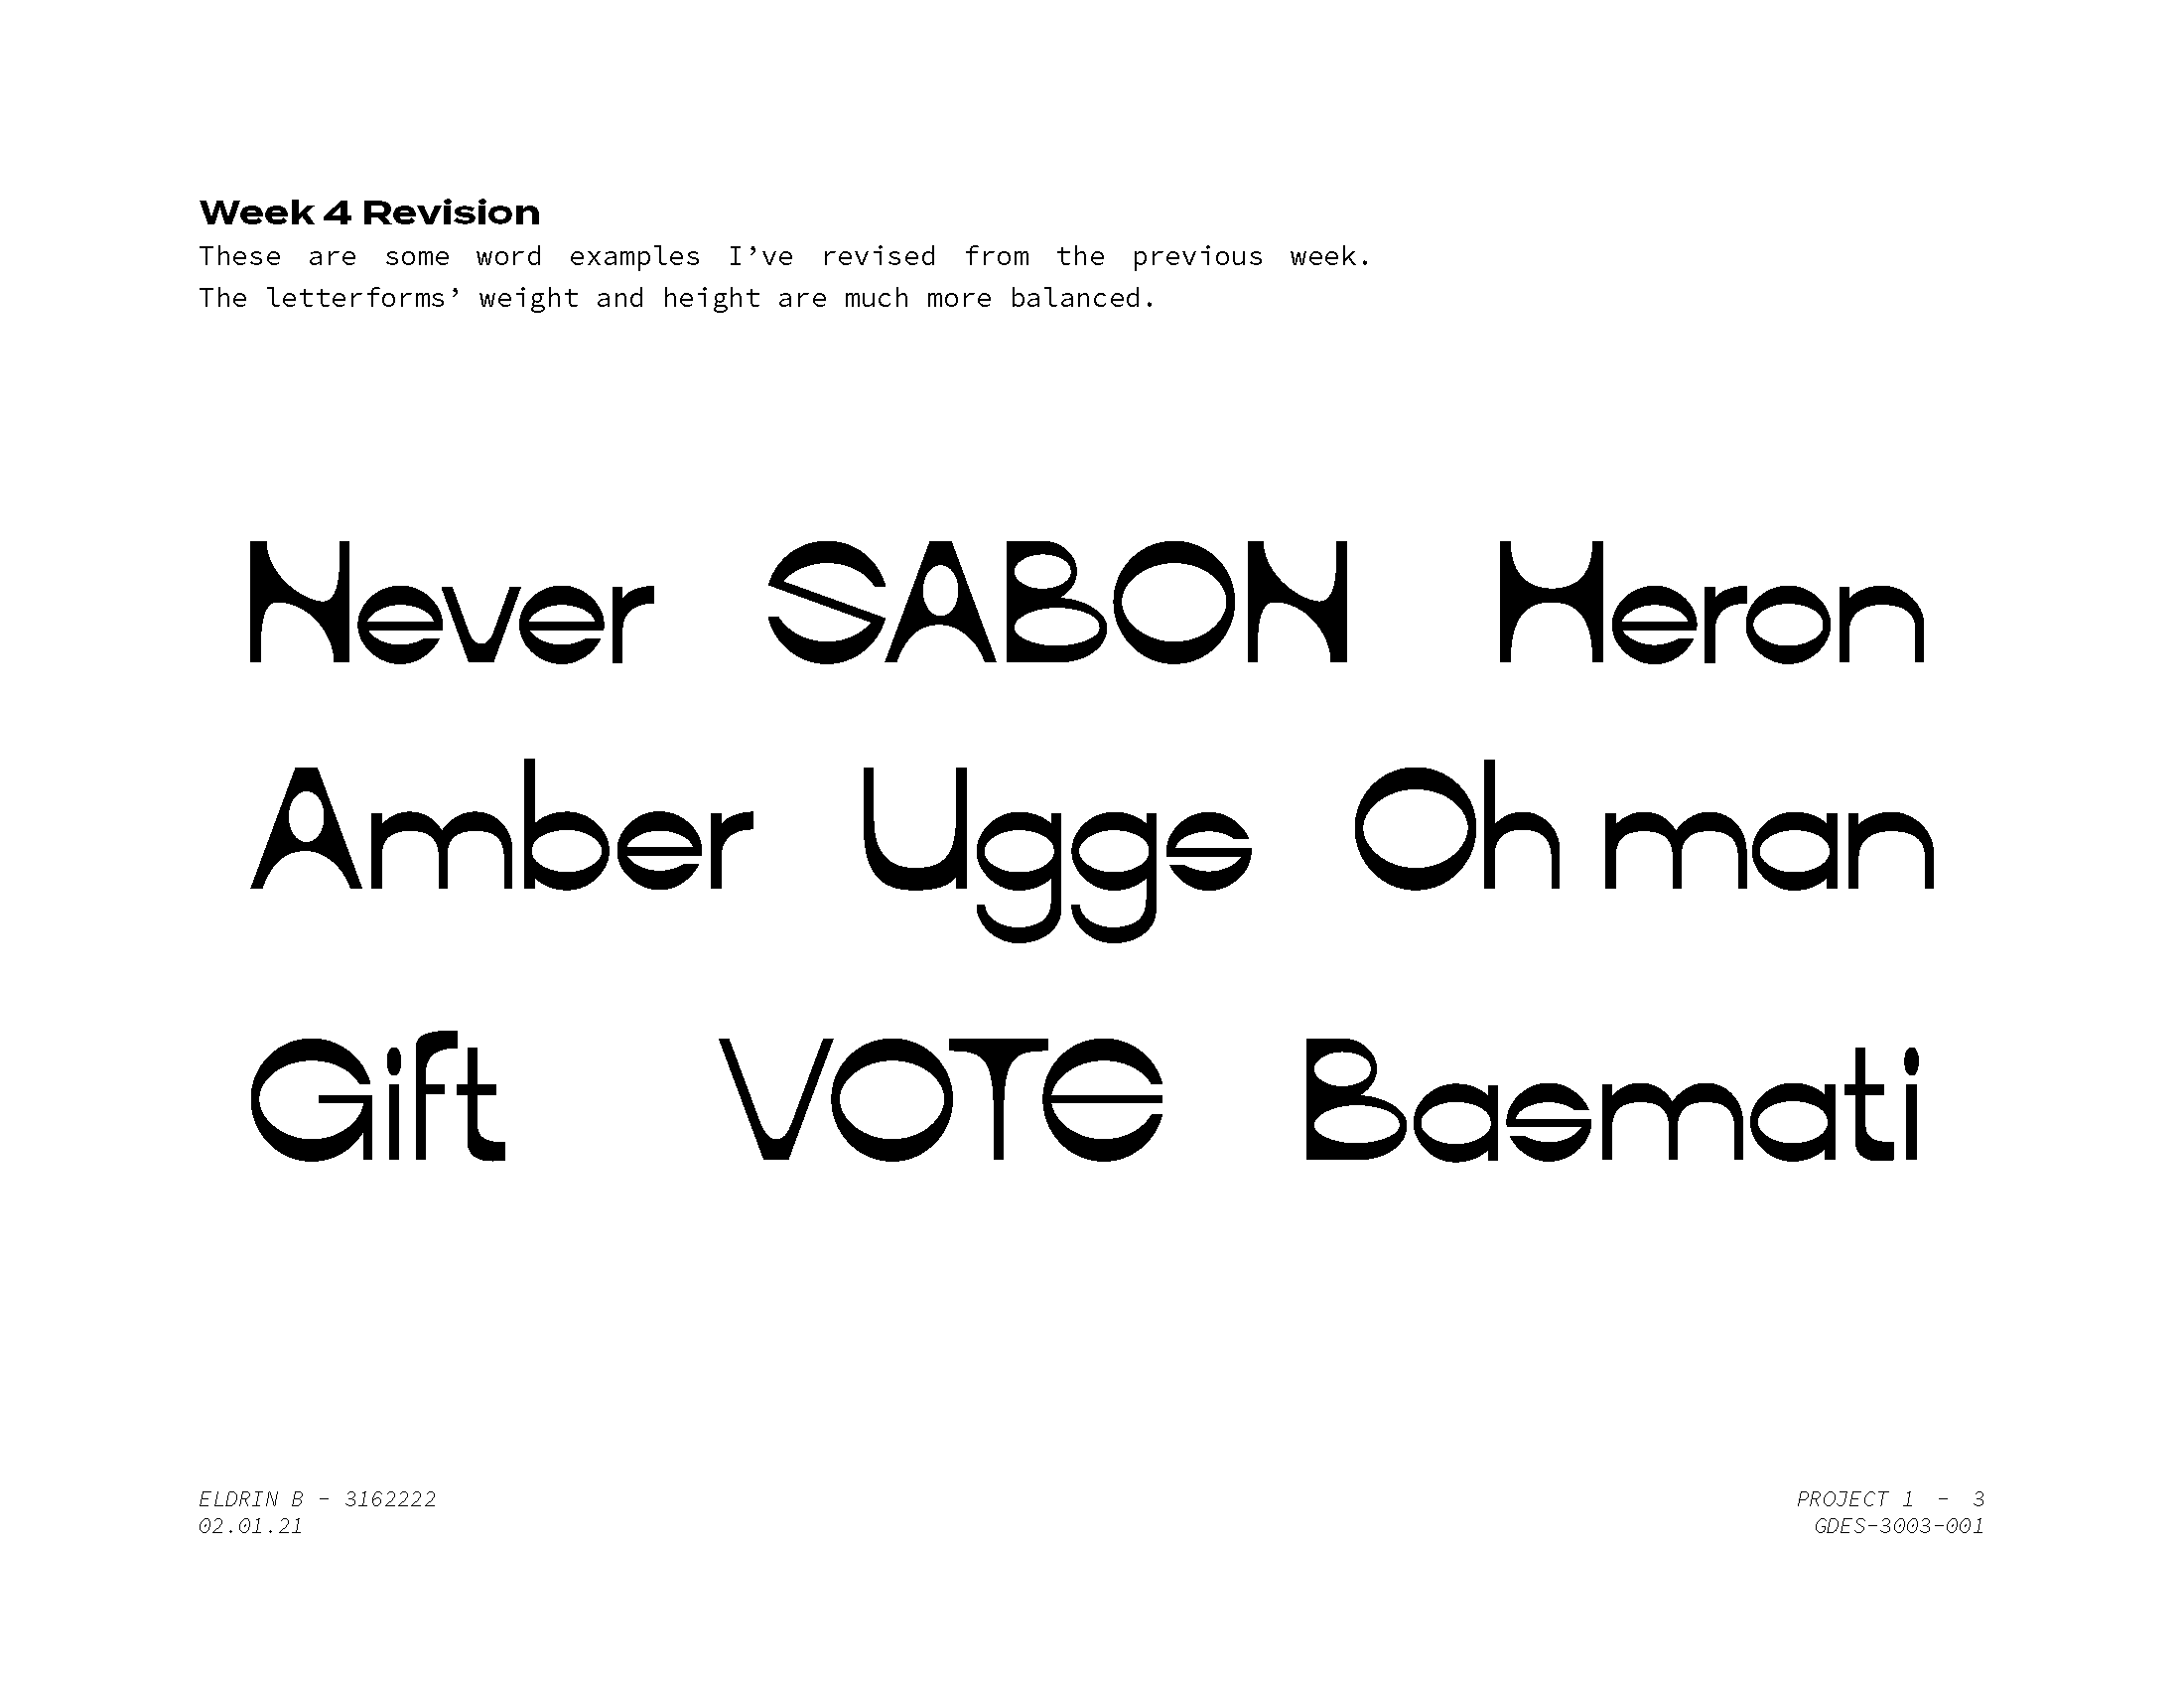 Week 4 Revision
These are some word examples I’ve revised from the previous week.
The letterforms’ weight and height are much more balanced.
Never SABON Heron
Amber Uggs Oh man
Gift VOTE Basmati
ELDRIN B - 3162222
02.01.21
PROJECT 1 - 3
GDES-3003-001